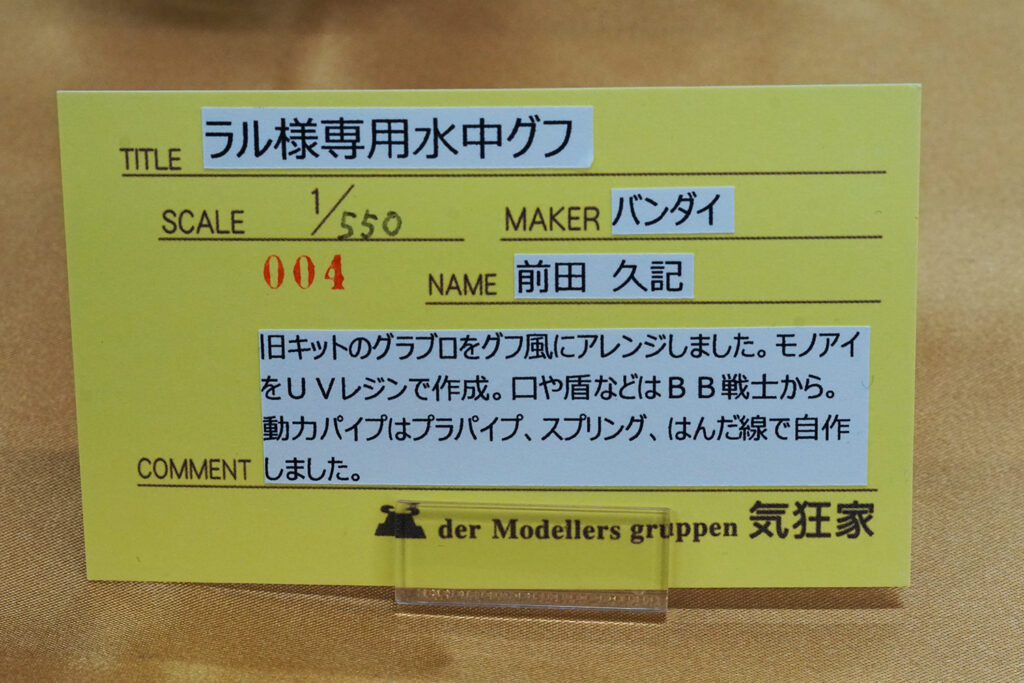 TITLE ラル様専用水中グフ
SCALE 1/550 MAKER バンダイ
004 NAME 前田 久記
旧キットのグラブロをグフ風にアレンジしました。モノアイ
をUVレジンで作成。口や盾などはBB戦士から。
動力パイプはプラパイプ、スプリング、はんだ線で自作
COMMENT しました。
der Modellers gruppen 気狂家